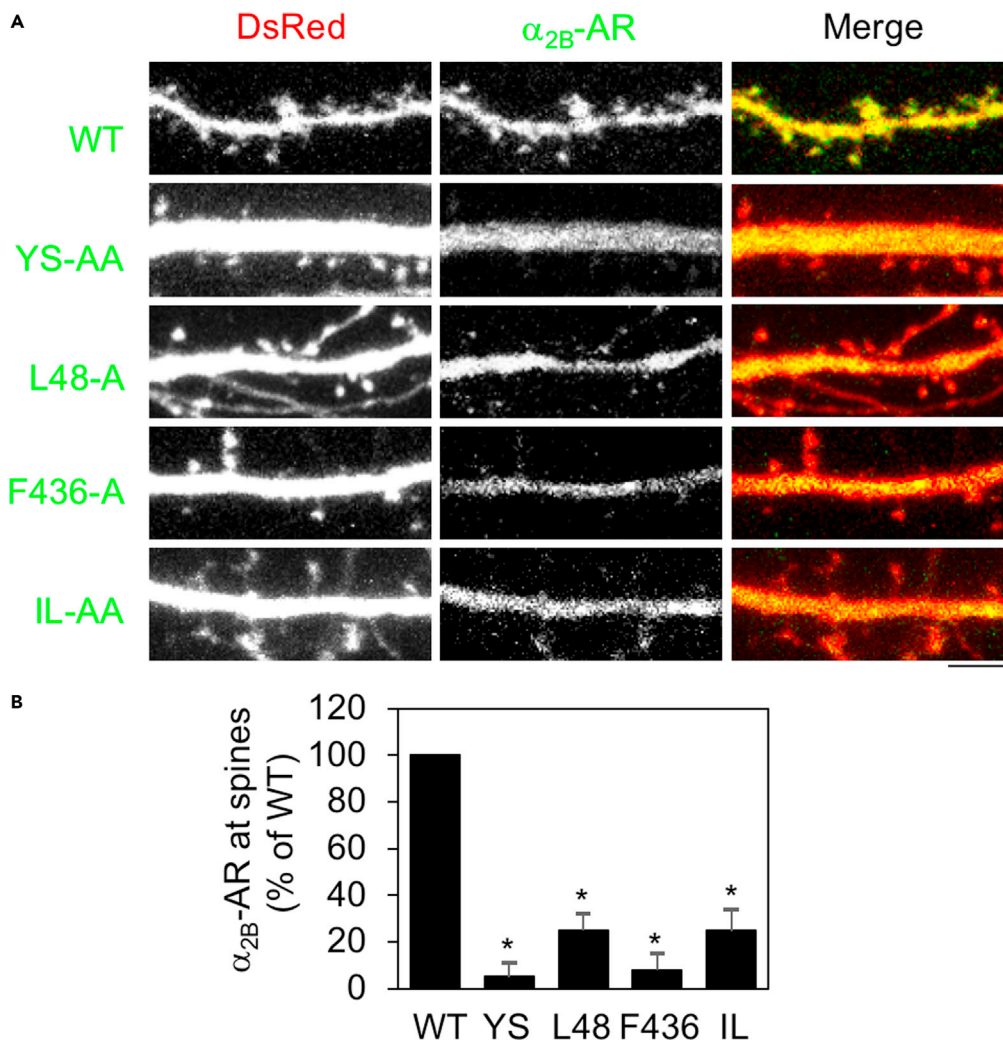 A
DsRed α2B-AR Merge
WT
YS-AA
L48-A
F436-A
IL-AA
B
α2B-AR at spines
(% of WT)
120
100
80
60
40
20
0
*
*
*
*
WT YS L48 F436 IL